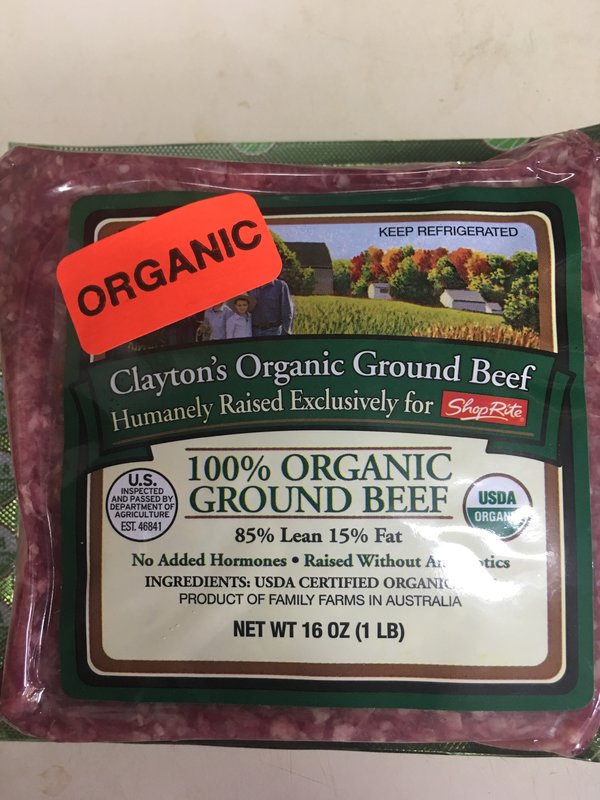 KEEP REFRIGERATED
ORGANIC
Clayton's Organic Ground Beef
Humanely Raised Exclusively for ShopRite
100% ORGANIC
GROUND BEEF
U.S.
INSPECTED
AND PASSED BY
DEPARTMENT OF
AGRICULTURE
EST. 46841
USDA
ORGAN
85% Lean 15% Fat
No Added Hormones • Raised Without
INGREDIENTS: USDA CERTIFIED ORGANIC
PRODUCT OF FAMILY FARMS IN AUSTRALIA
NET WT 16 OZ (1 LB)